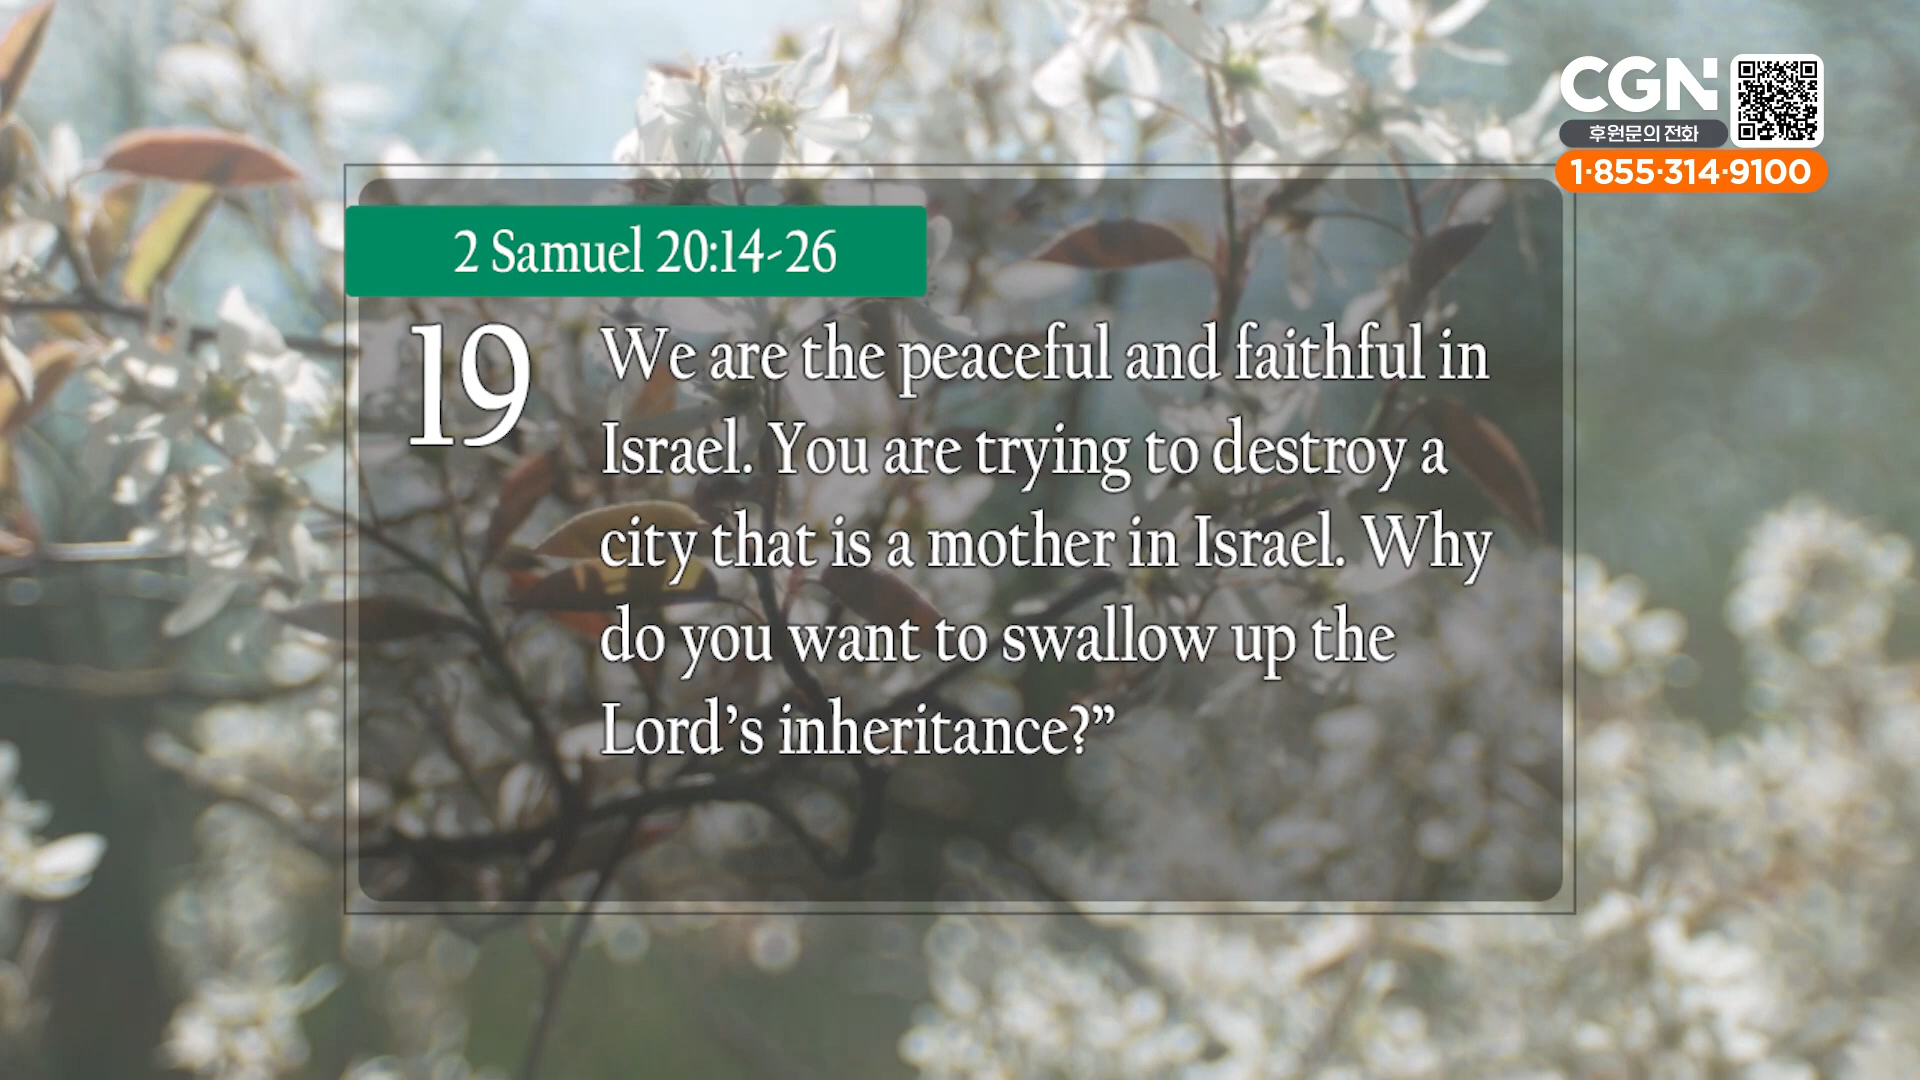 CGN
후원문의 전화
1·855·314·9100
2 Samuel 20:14-26
19
We are the peaceful and faithful in
Israel. You are trying to destroy a
city that is a mother in Israel. Why
do you want to swallow up the
Lord’s inheritance?”